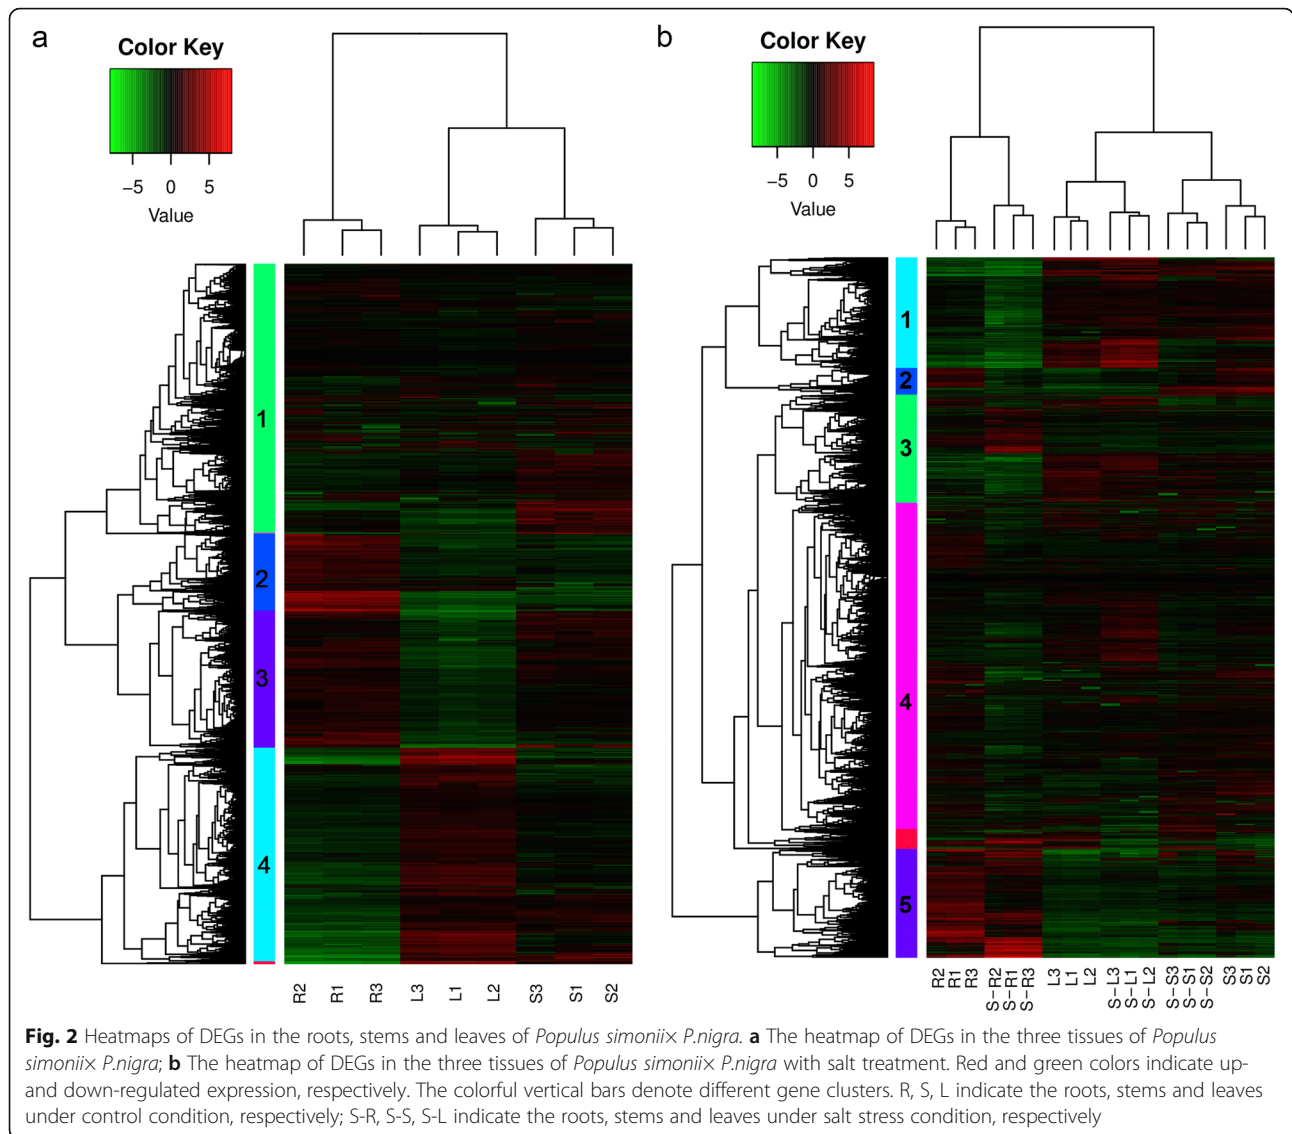 a
Color Key
−5 0 5
Value
1
2
3
4
R2 R1 R3 L3 L1 L2 S3 S1 S2
b
Color Key
−5 0 5
Value
1
2
3
4
5
R2 R1 R3 S−R2 S−R1 S−R3 L3 L1 L2 S−L3 S−L1 S−L2 S−S3 S−S1 S−S2 S3 S1 S2
Fig. 2 Heatmaps of DEGs in the roots, stems and leaves of Populus simonii× P.nigra. a The heatmap of DEGs in the three tissues of Populus
simonii× P.nigra; b The heatmap of DEGs in the three tissues of Populus simonii× P.nigra with salt treatment. Red and green colors indicate up-
and down-regulated expression, respectively. The colorful vertical bars denote different gene clusters. R, S, L indicate the roots, stems and leaves
under control condition, respectively; S-R, S-S, S-L indicate the roots, stems and leaves under salt stress condition, respectively